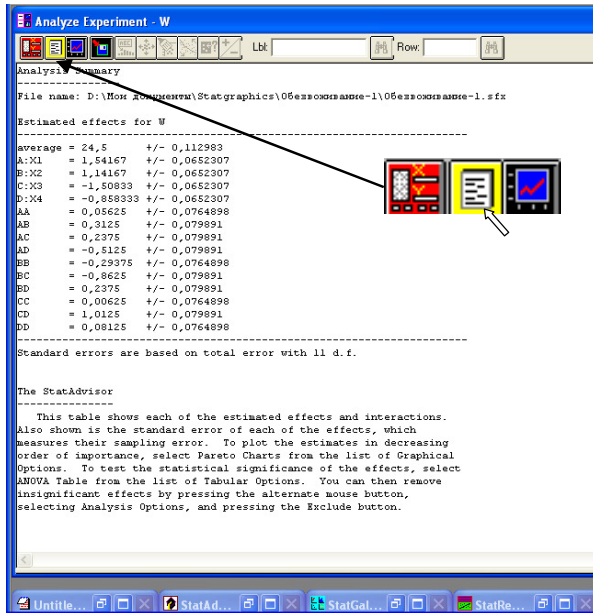 Analyze Experiment - W
Lbl: Row:
Analysis Summary
File name: D:\Мои документы\Statgraphics\Обезвоживание-1\Обезвоживание-1.sfx
Estimated effects for W
average = 24,5 +/- 0,112983
A:X1 = 1,54167 +/- 0,0652307
B:X2 = 1,14167 +/- 0,0652307
C:X3 = -1,50833 +/- 0,0652307
D:X4 = -0,858333 +/- 0,0652307
AA = 0,05625 +/- 0,0764898
AB = 0,3125 +/- 0,079891
AC = 0,2375 +/- 0,079891
AD = -0,5125 +/- 0,079891
BB = -0,29375 +/- 0,0764898
BC = -0,8625 +/- 0,079891
BD = 0,2375 +/- 0,079891
CC = 0,00625 +/- 0,0764898
CD = 1,0125 +/- 0,079891
DD = 0,08125 +/- 0,0764898
Standard errors are based on total error with 11 d.f.
The StatAdvisor
This table shows each of the estimated effects and interactions.
Also shown is the standard error of each of the effects, which
measures their sampling error. To plot the estimates in decreasing
order of importance, select Pareto Charts from the list of Graphical
Options. To test the statistical significance of the effects, select
ANOVA Table from the list of Tabular Options. You can then remove
insignificant effects by pressing the alternate mouse button,
selecting Analysis Options, and pressing the Exclude button.
Untitle... StatAd... StatGal... StatRe...